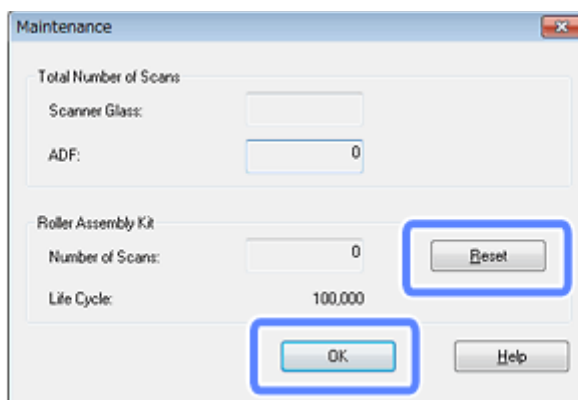 Maintenance
Total Number of Scans
Scanner Glass:
ADF: 0
Roller Assembly Kit
Number of Scans: 0 Reset
Life Cycle: 100,000
OK Help